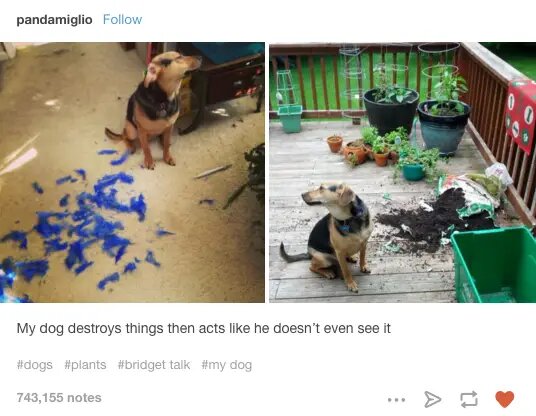 pandamiglio Follow
My dog destroys things then acts like he doesn't even see it
#dogs #plants #bridget talk #my dog
743,155 notes